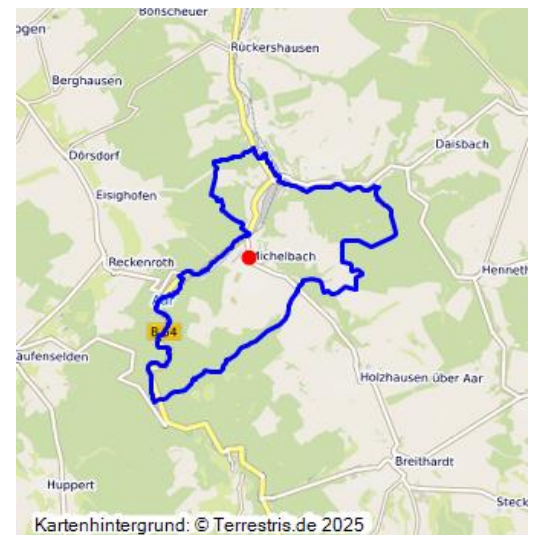 Bonscheuer
ogen
Rückershausen
Berghausen
Daisbach
Dörsdorf
Eisighofen
Michelbach
Reckenroth
Henneth
Aar
B 54
aufenselden
Holzhausen über Aar
Breithardt
Huppert
Steck
Kartenhintergrund: © Terrestris.de 2025